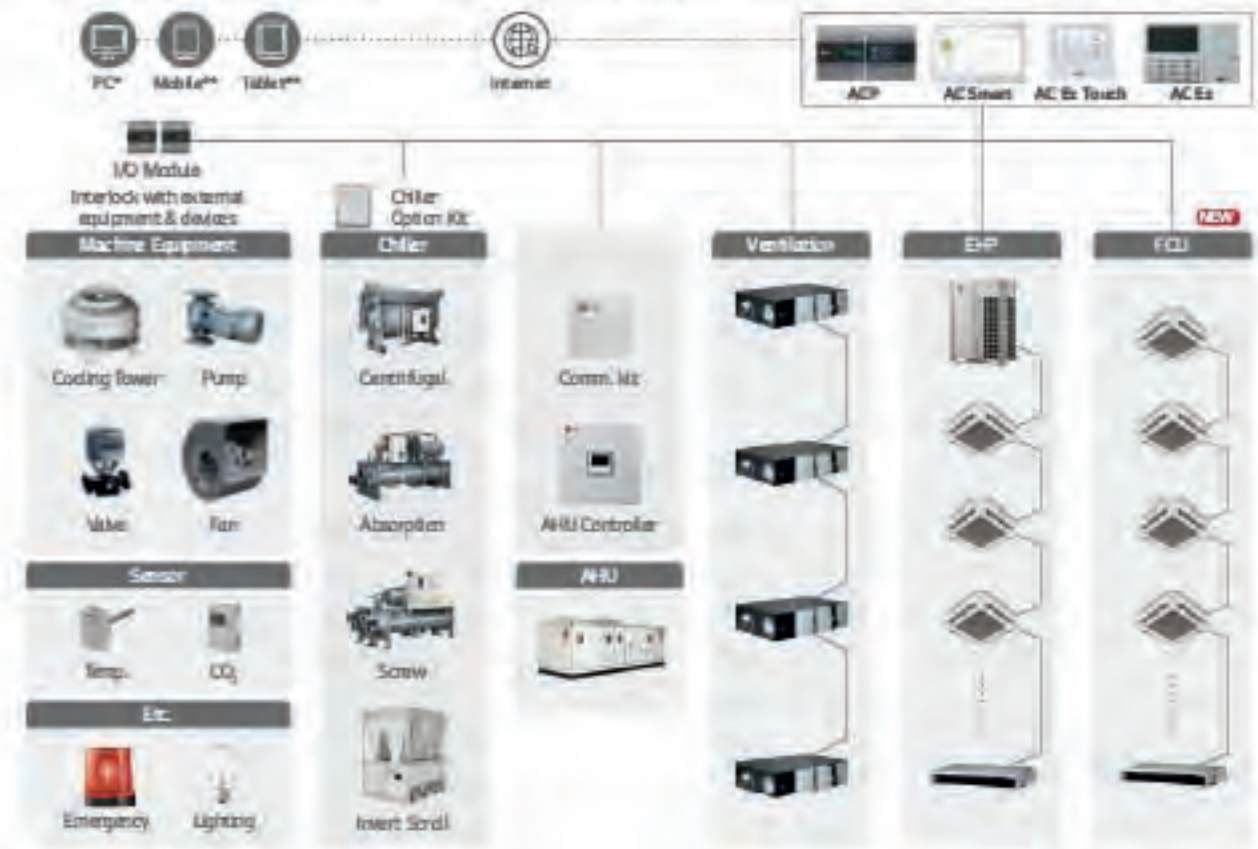 PC*
Mobile**
Tablet**
Internet
ACP
AC Smart
AC Ez Touch
AC Ez
I/O Module
Interlock with external
equipment & devices
Chiller
Option Kit
NEW
Machine Equipment
Chiller
Ventilation
EHP
FCU
Cooling Tower
Pump
Centrifugal
Comm. kit
Valve
Fan
Absorption
AHU Controller
Sensor
AHU
Temp.
CO₂
Screw
Etc.
Emergency
Lighting
Invert Scroll